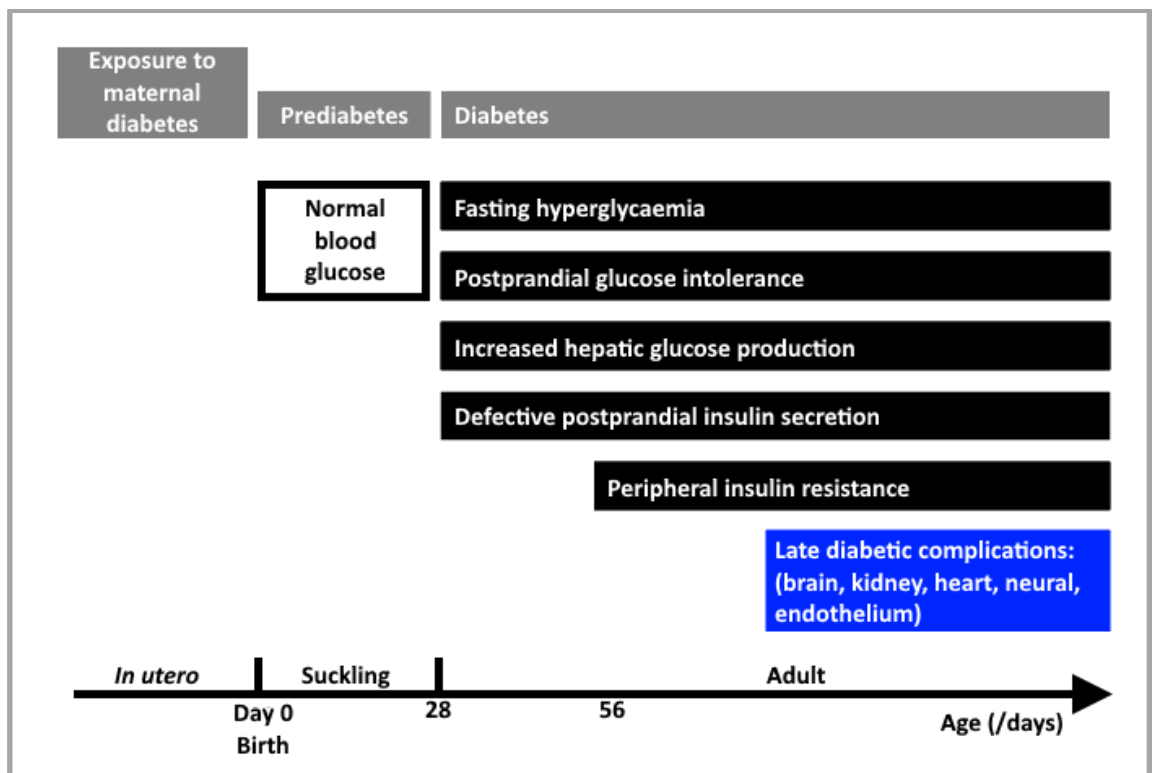 Exposure to
maternal
diabetes
Prediabetes
Diabetes
Normal
blood
glucose
Fasting hyperglycaemia
Postprandial glucose intolerance
Increased hepatic glucose production
Defective postprandial insulin secretion
Peripheral insulin resistance
Late diabetic complications:
(brain, kidney, heart, neural,
endothelium)
In utero
Suckling
Adult
Day 0
Birth
28
56
Age (/days)